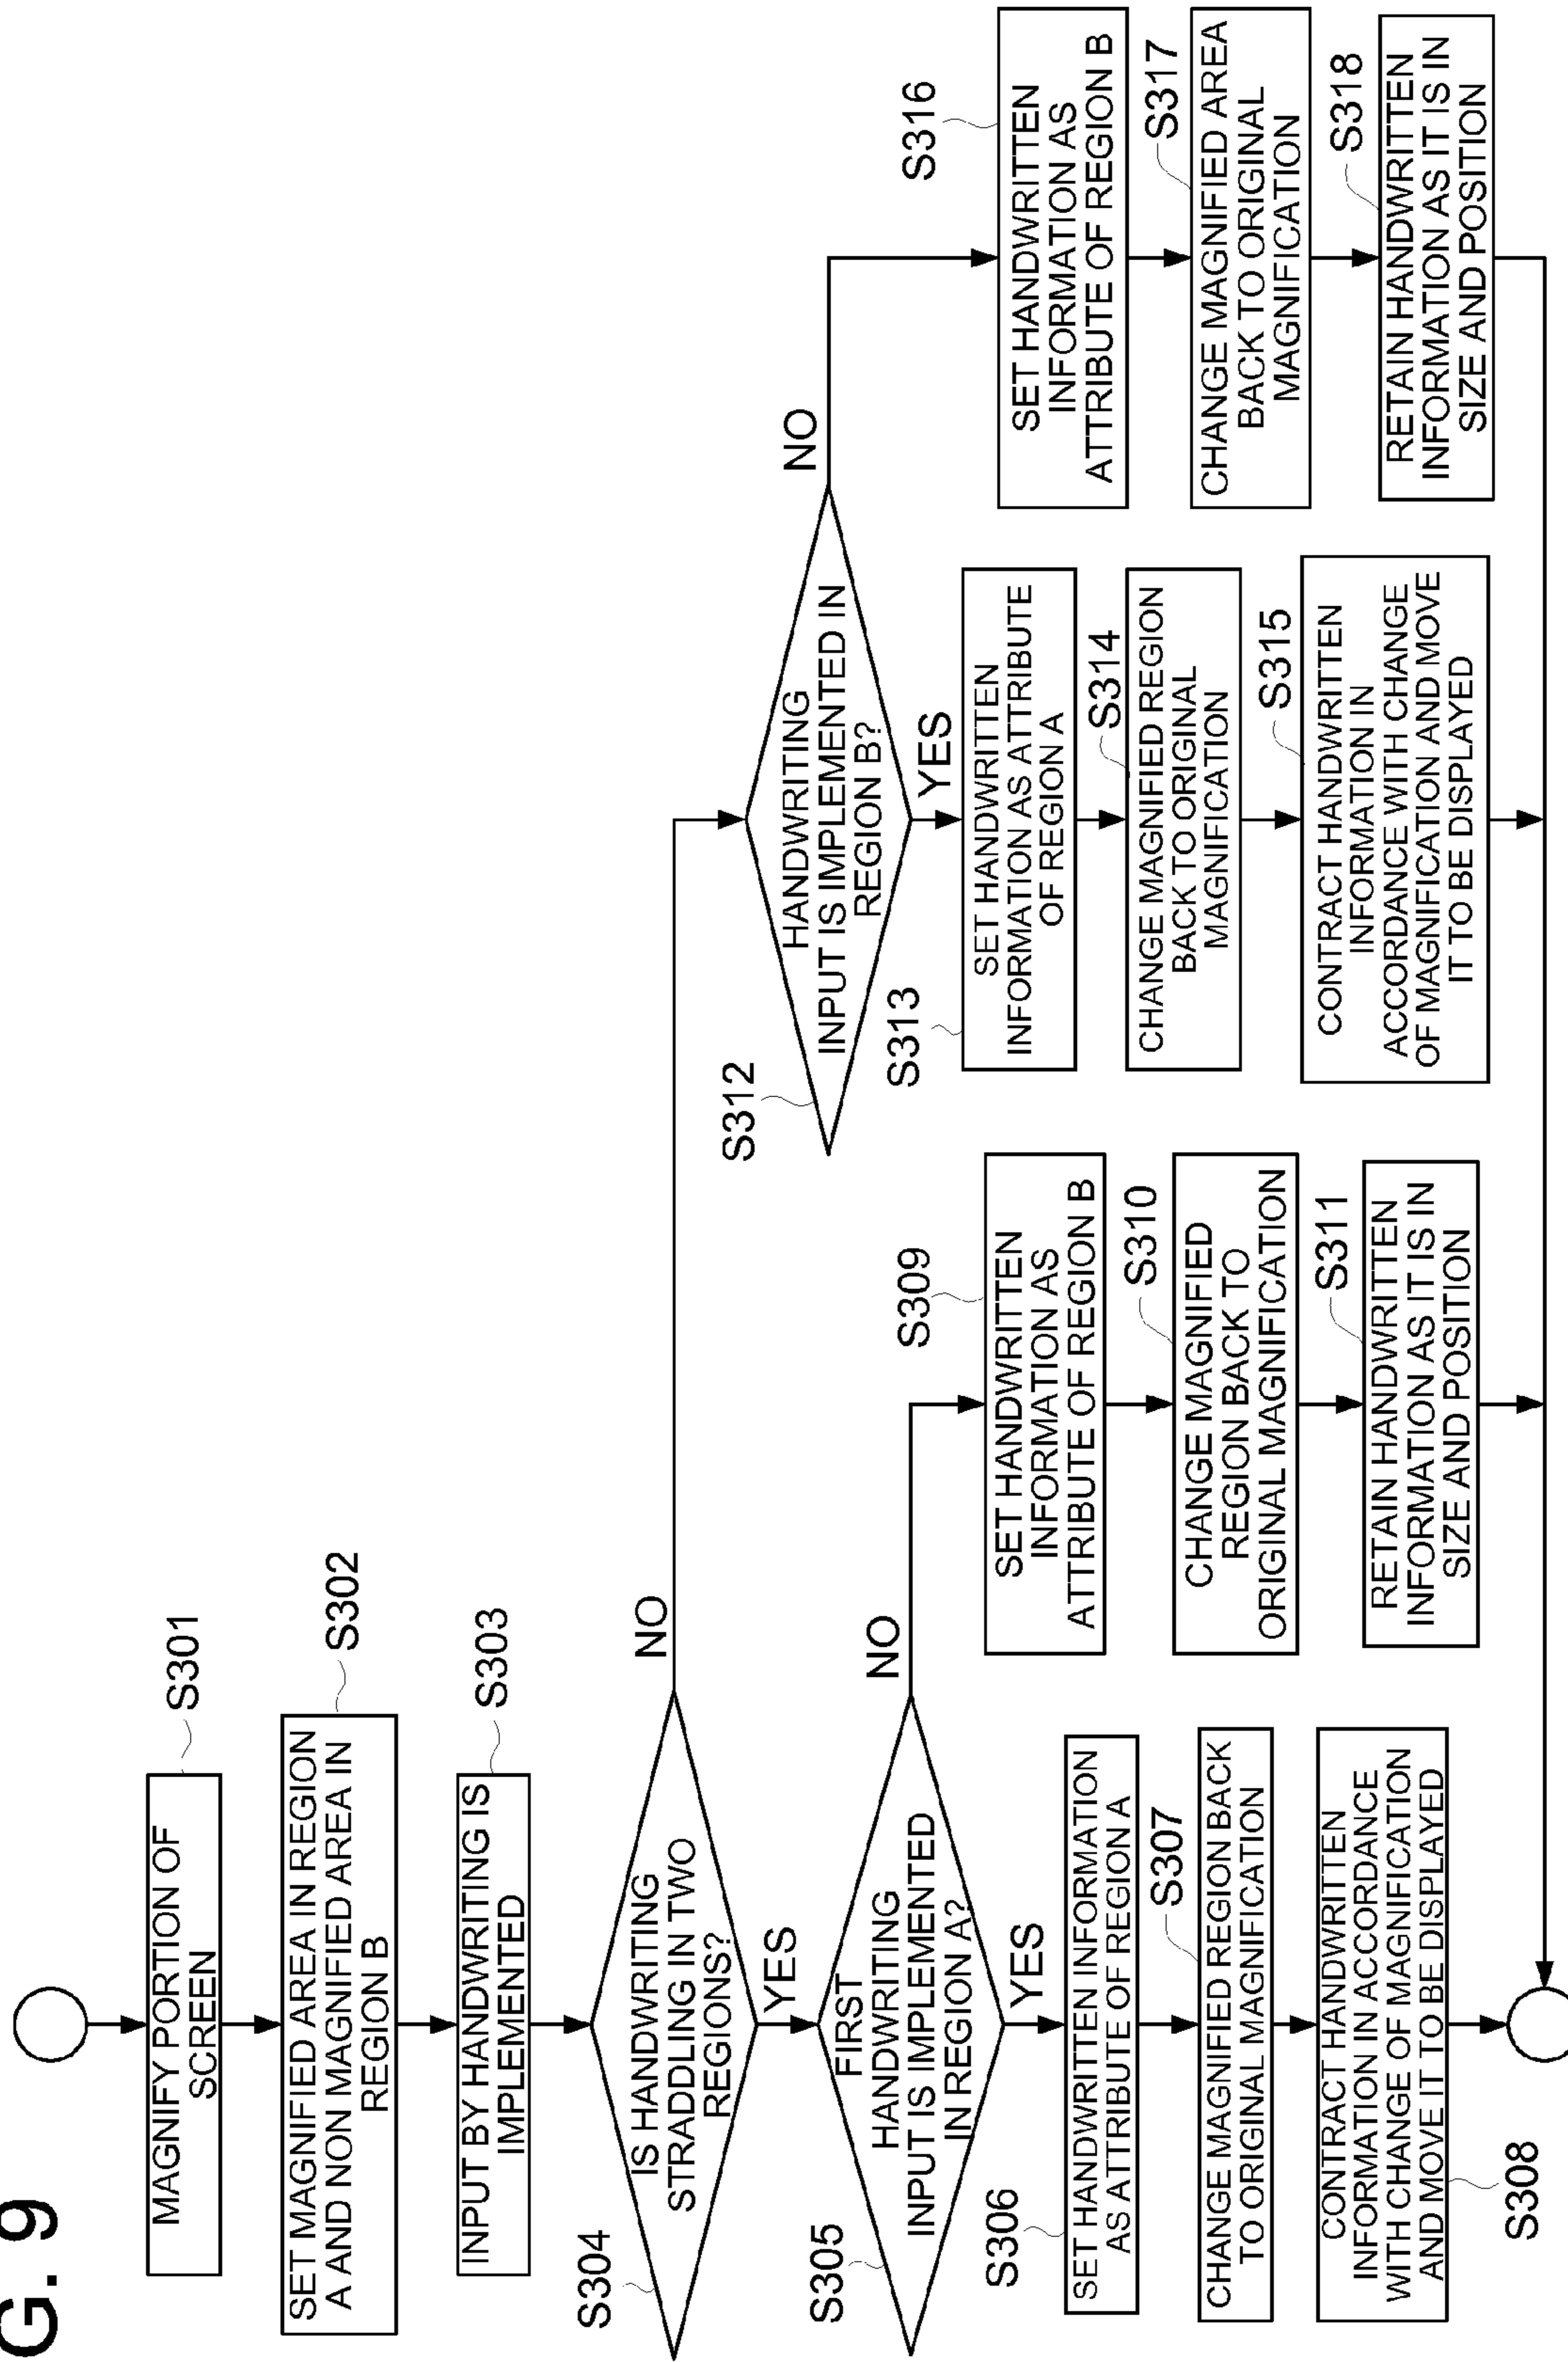 G. 9
MAGNIFY PORTION OF
SCREEN
S301
SET MAGNIFIED AREA IN REGION
A AND NON MAGNIFIED AREA IN
REGION B
S302
INPUT BY HANDWRITING IS
IMPLEMENTED
S303
S304
IS HANDWRITING
STRADDLING IN TWO
REGIONS?
NO
YES
S305
FIRST
HANDWRITING
INPUT IS IMPLEMENTED
IN REGION A?
NO
YES
S306
SET HANDWRITTEN INFORMATION
AS ATTRIBUTE OF REGION A
S307
CHANGE MAGNIFIED REGION BACK
TO ORIGINAL MAGNIFICATION
CONTRACT HANDWRITTEN
INFORMATION IN ACCORDANCE
WITH CHANGE OF MAGNIFICATION
AND MOVE IT TO BE DISPLAYED
S308
S309
SET HANDWRITTEN
INFORMATION AS
ATTRIBUTE OF REGION B
S310
CHANGE MAGNIFIED
REGION BACK TO
ORIGINAL MAGNIFICATION
S311
RETAIN HANDWRITTEN
INFORMATION AS IT IS IN
SIZE AND POSITION
S312
HANDWRITING
INPUT IS IMPLEMENTED IN
REGION B?
NO
YES
S313
SET HANDWRITTEN
INFORMATION AS ATTRIBUTE
OF REGION A
S314
CHANGE MAGNIFIED REGION
BACK TO ORIGINAL
MAGNIFICATION
S315
CONTRACT HANDWRITTEN
INFORMATION IN
ACCORDANCE WITH CHANGE
OF MAGNIFICATION AND MOVE
IT TO BE DISPLAYED
S316
SET HANDWRITTEN
INFORMATION AS
ATTRIBUTE OF REGION B
S317
CHANGE MAGNIFIED AREA
BACK TO ORIGINAL
MAGNIFICATION
S318
RETAIN HANDWRITTEN
INFORMATION AS IT IS IN
SIZE AND POSITION